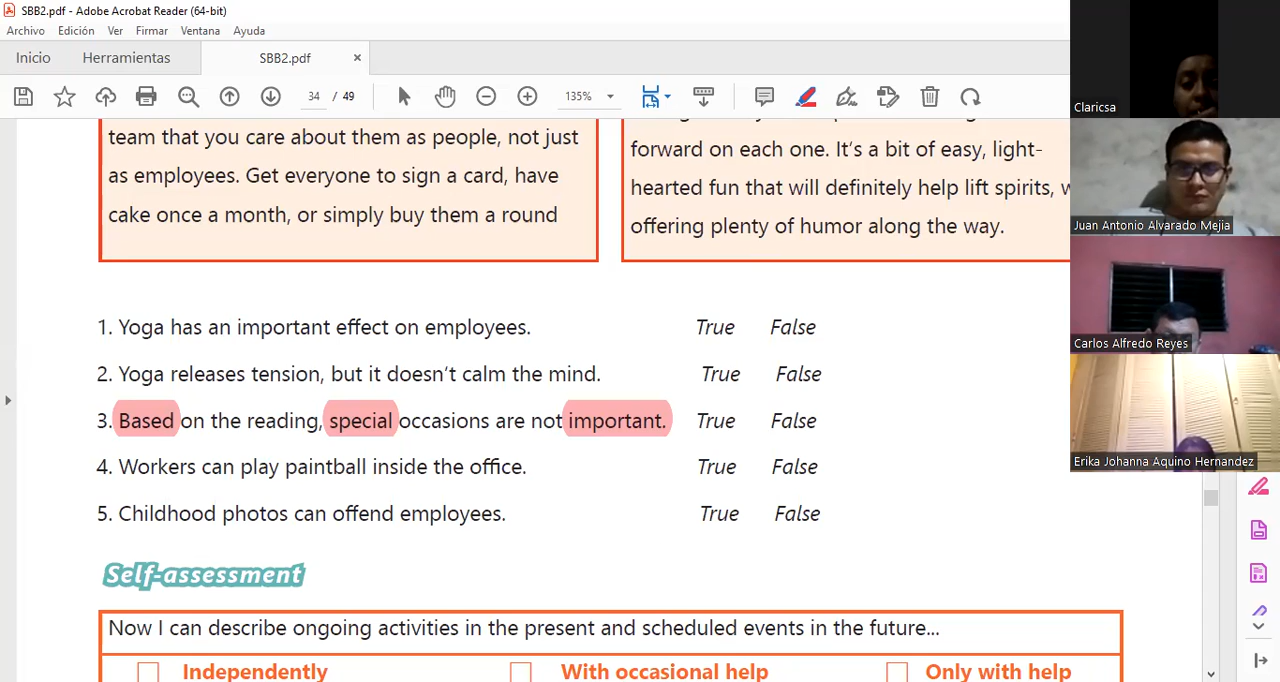 SBB2.pdf - Adobe Acrobat Reader (64-bit)
Archivo Edición Ver Firmar Ventana Ayuda
Inicio Herramientas SBB2.pdf ×
34 / 49 135%
team that you care about them as people, not just
as employees. Get everyone to sign a card, have
cake once a month, or simply buy them a round
forward on each one. It's a bit of easy, light-
hearted fun that will definitely help lift spirits, w
offering plenty of humor along the way.
1. Yoga has an important effect on employees. True False
2. Yoga releases tension, but it doesn't calm the mind. True False
3. Based on the reading, special occasions are not important. True False
4. Workers can play paintball inside the office. True False
5. Childhood photos can offend employees. True False
Self-assessment
Now I can describe ongoing activities in the present and scheduled events in the future...
Independently With occasional help Only with help
Claricsa
Juan Antonio Alvarado Mejia
Carlos Alfredo Reyes
Erika Johanna Aquino Hernandez